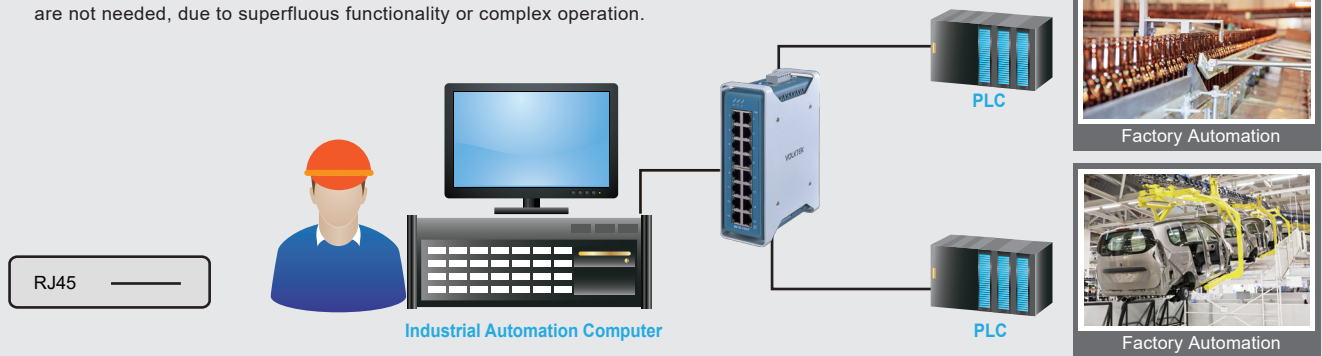 are not needed, due to superfluous functionality or complex operation.
PLC
Factory Automation
VOLKTEK
RJ45
Industrial Automation Computer
PLC
Factory Automation